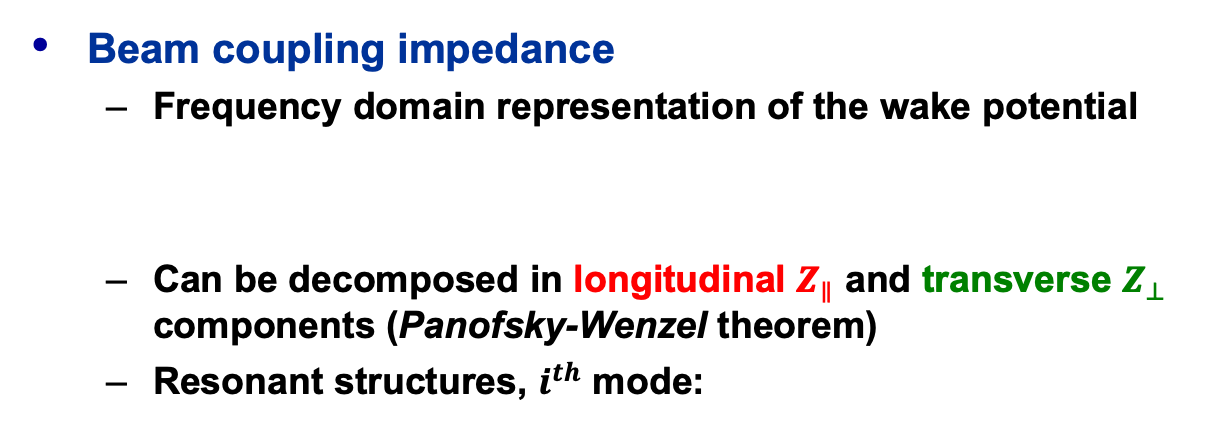 • Beam coupling impedance
– Frequency domain representation of the wake potential
– Can be decomposed in longitudinal Z∥ and transverse Z⊥
components (Panofsky-Wenzel theorem)
– Resonant structures, iᵗʰ mode: